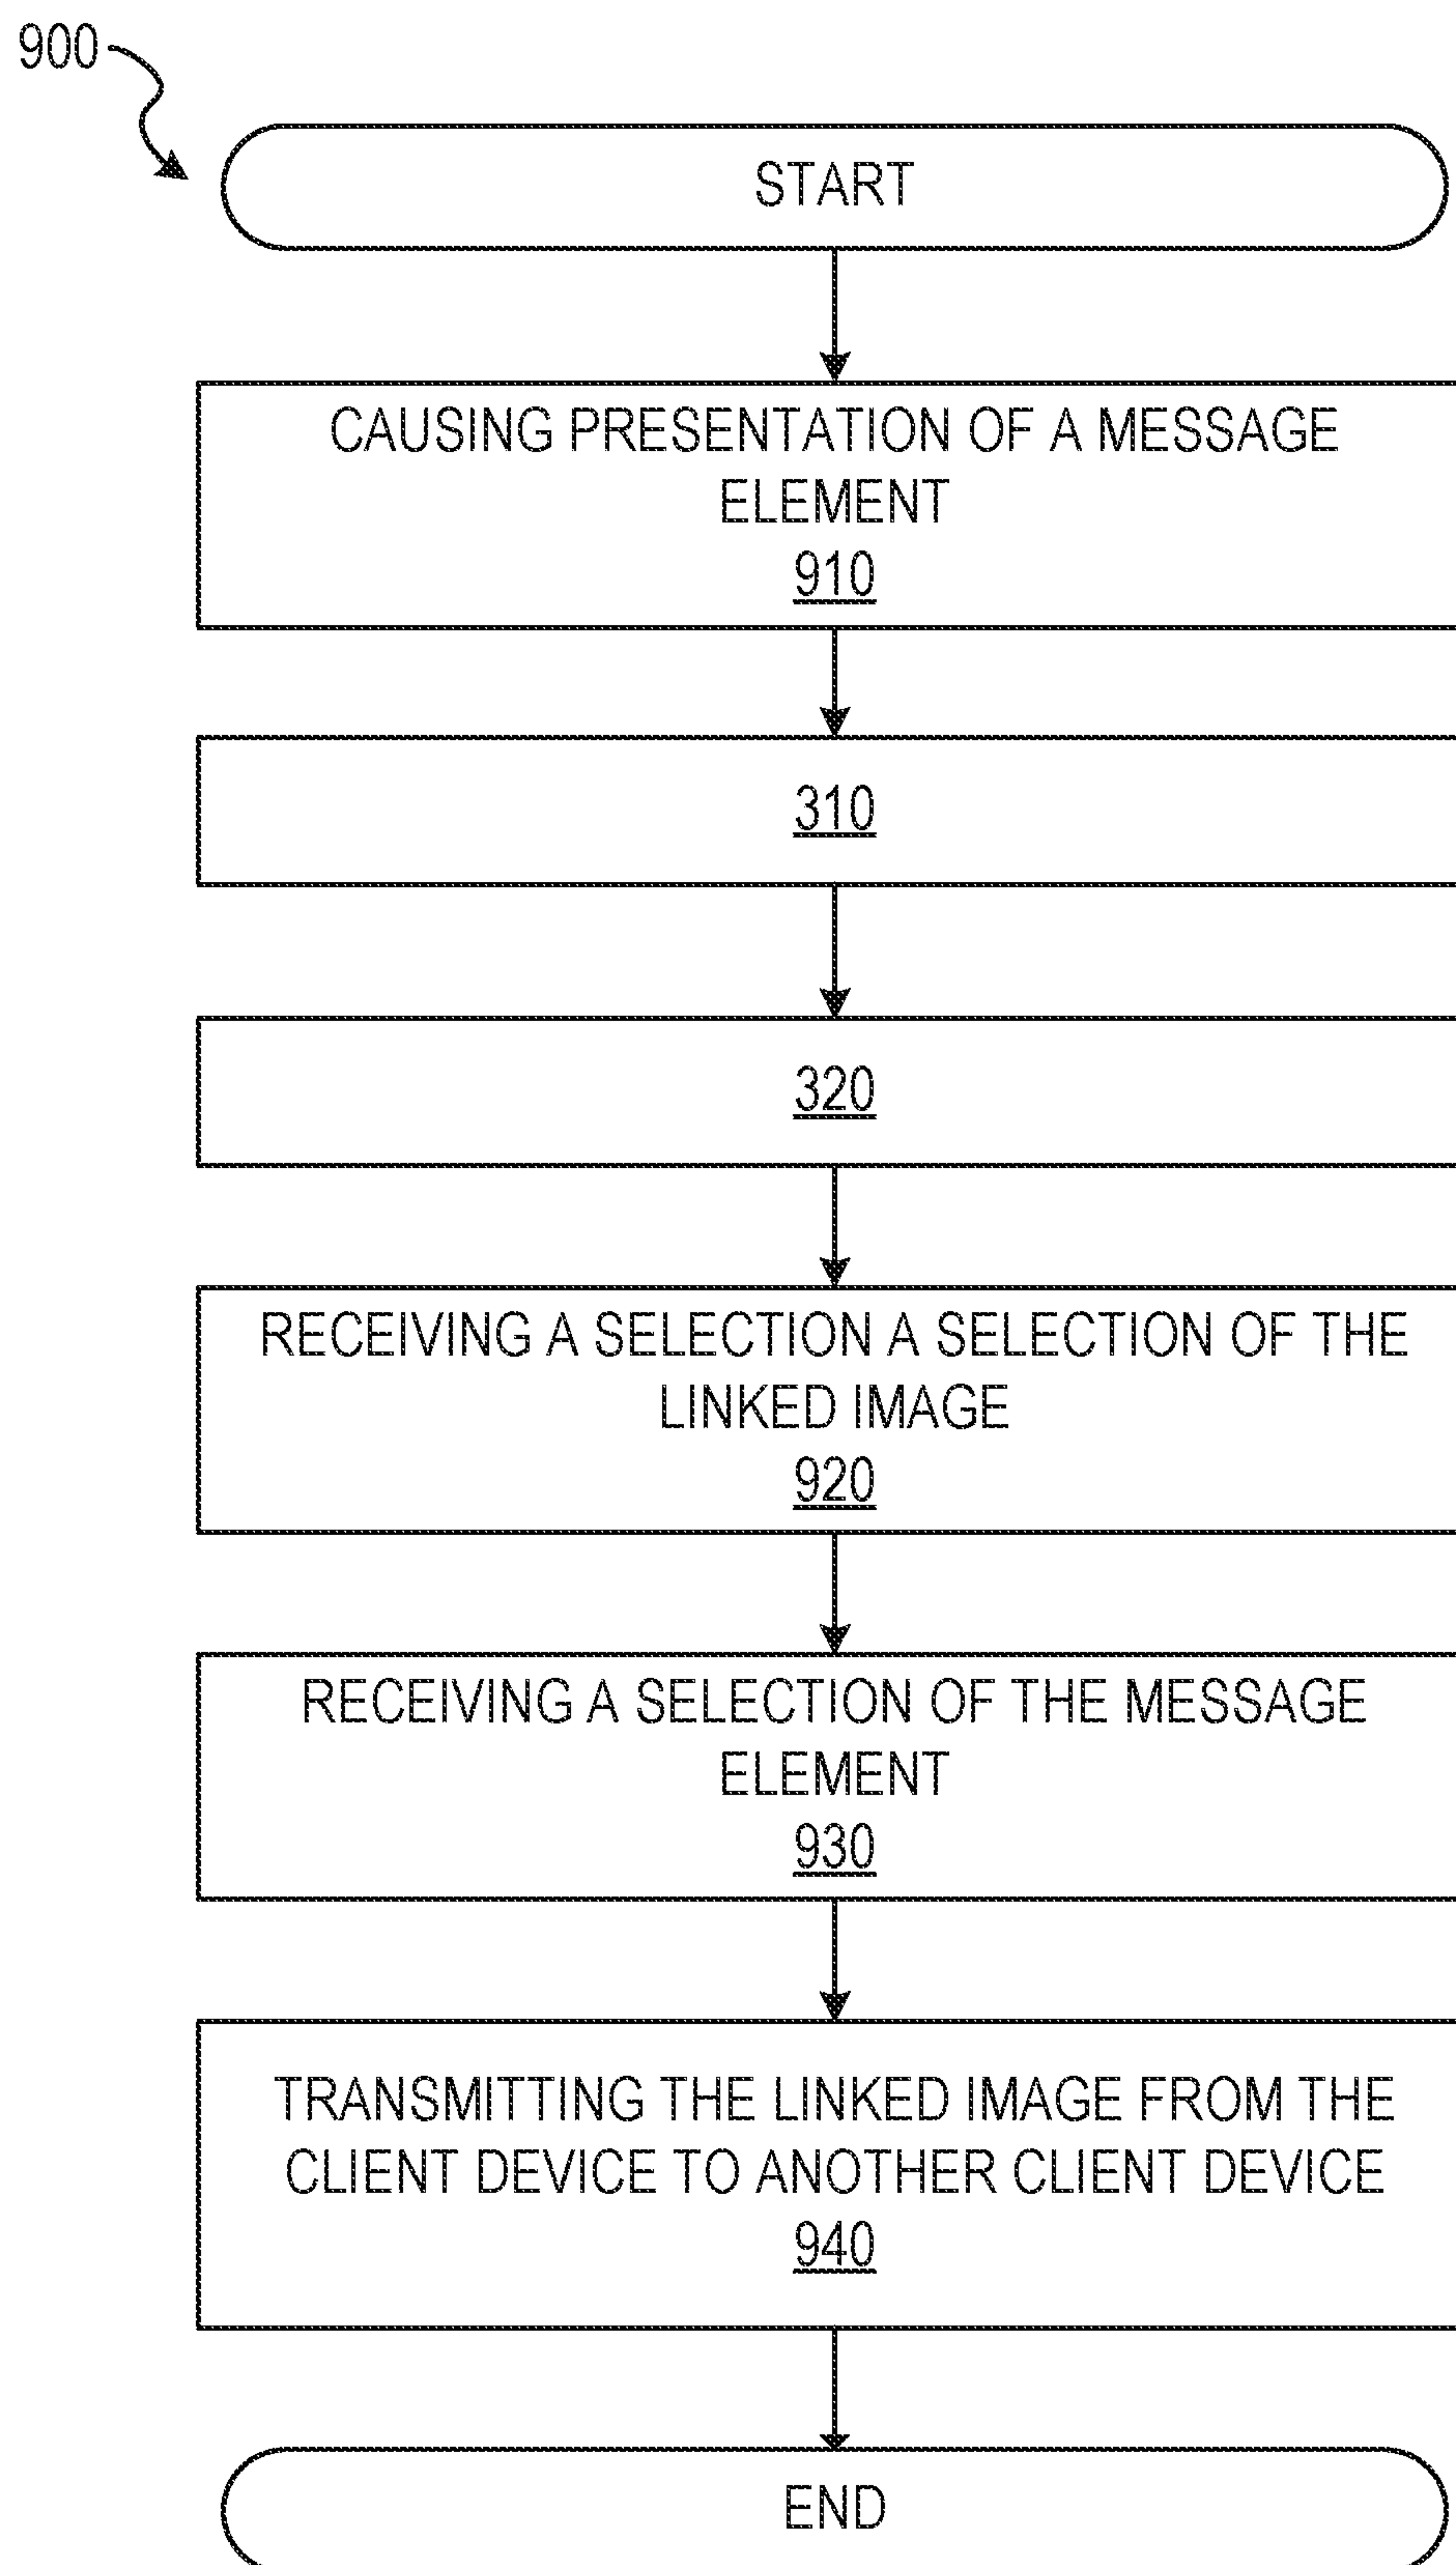 900
START
CAUSING PRESENTATION OF A MESSAGE
ELEMENT
910
310
320
RECEIVING A SELECTION A SELECTION OF THE
LINKED IMAGE
920
RECEIVING A SELECTION OF THE MESSAGE
ELEMENT
930
TRANSMITTING THE LINKED IMAGE FROM THE
CLIENT DEVICE TO ANOTHER CLIENT DEVICE
940
END